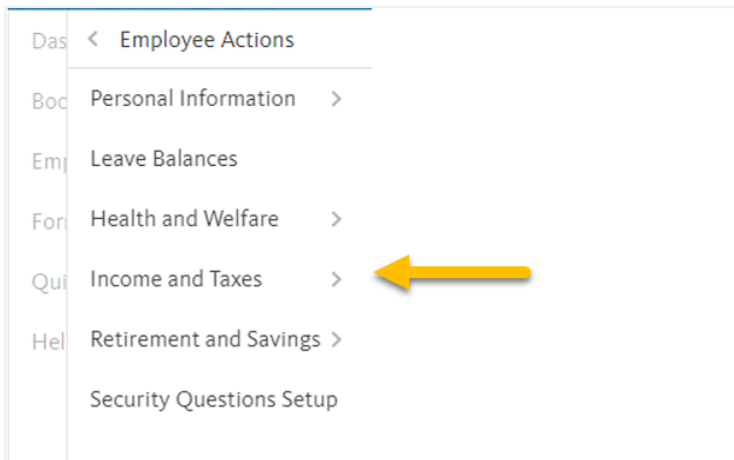 Employee Actions
Personal Information
Leave Balances
Health and Welfare
Income and Taxes
Retirement and Savings
Security Questions Setup